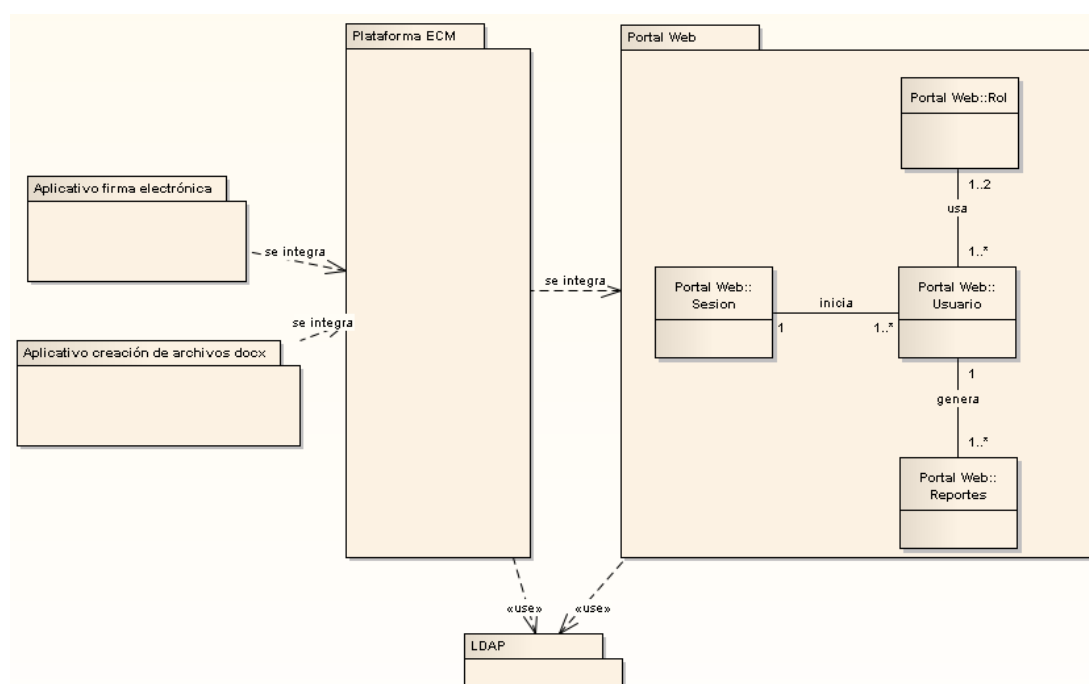 Plataforma ECM
Portal Web
Portal Web::Rol
1..2
usa
1..*
Aplicativo firma electrónica
se integra
se integra
Aplicativo creación de archivos docx
se integra
Portal Web::
Sesion
inicia
1
1..*
Portal Web::
Usuario
1
genera
1..*
Portal Web::
Reportes
«use»
«use»
LDAP